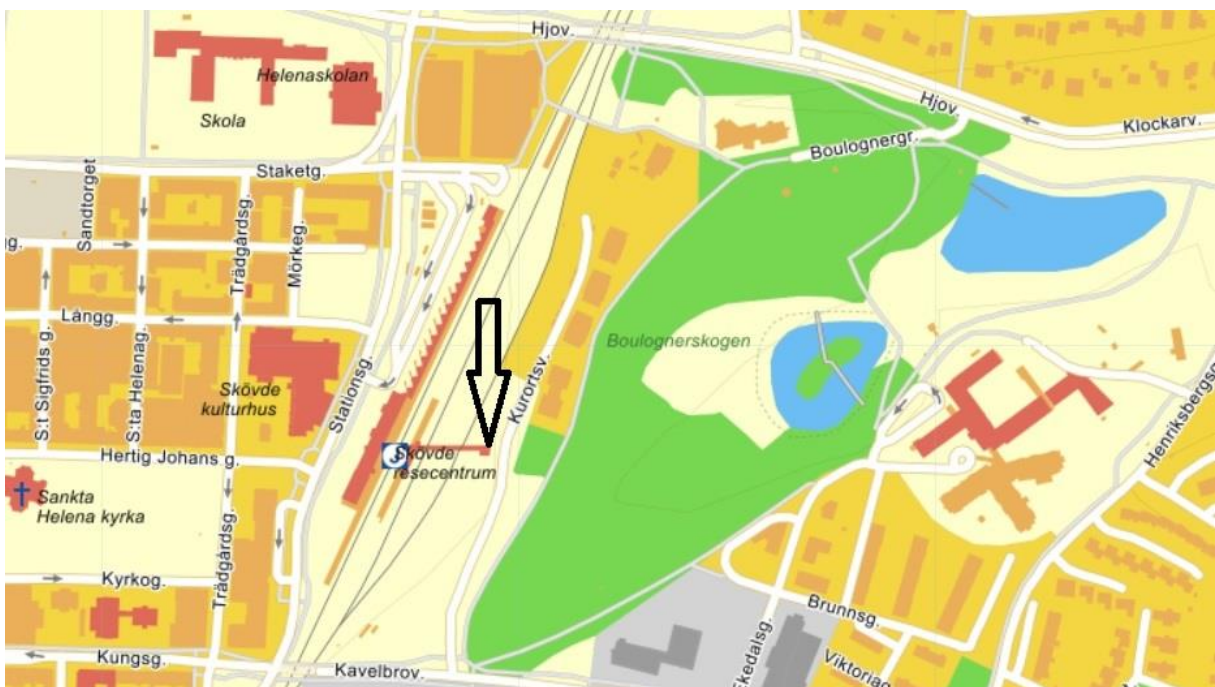 Hjov.
Helenaskolan
Skola
Hjov.
Klockarv.
Boulognergr.
Staketg.
Sandtorget
Trädgårdsg.
Mörkeg.
Långg.
S:t Sigfrids g.
S:ta Helenag.
Skövde
kulturhus
Stationsg.
Kurortsv.
Boulognerskogen
Henriksbergsg
Hertig Johans g.
Skövde
resecentrum
Sankta
Helena kyrka
Trädgårdsg.
Kyrkog.
Brunnsg.
Ekedalsg.
Viktoriag
Kungsg.
Kavelbrov.